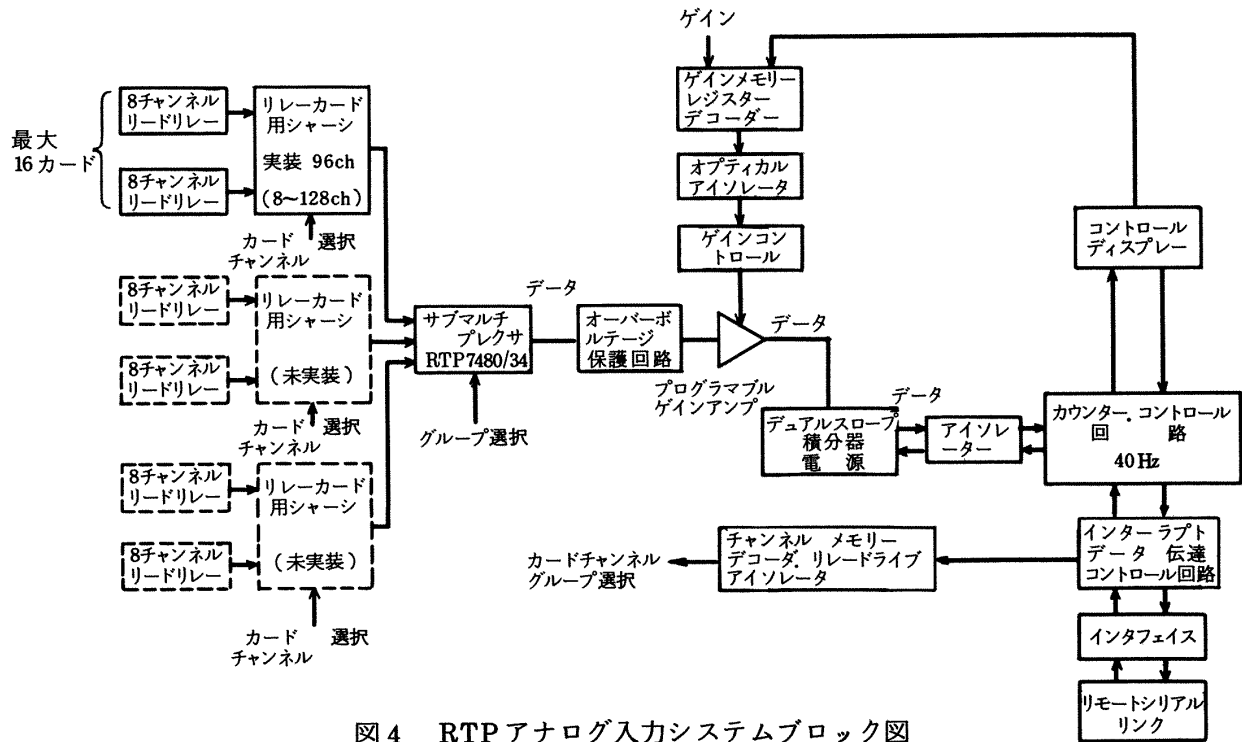 ゲイン
ゲインメモリー
レジスター
デコーダー
オプティカル
アイソレータ
ゲインコン
トロール
最大
16カード
8チャンネル
リードリレー
8チャンネル
リードリレー
リレーカード
用シャーシ
実装 96ch
(8〜128ch)
カード 選択
チャンネル
8チャンネル
リードリレー
8チャンネル
リードリレー
リレーカード
用シャーシ
(未実装)
カード 選択
チャンネル
8チャンネル
リードリレー
8チャンネル
リードリレー
リレーカード
用シャーシ
(未実装)
カード 選択
チャンネル
サブマルチ
プレクサ
RTP7480/34
グループ選択
データ
オーバーボ
ルテージ
保護回路
データ
プログラマブル
ゲインアンプ
デュアルスロープ
積分器
電源
データ
アイソレ
ーター
コントロール
ディスプレー
カウンター・コントロール
回路
40Hz
インターラプト
データ 伝達
コントロール回路
チャンネル メモリー
デコーダ.リレードライブ
アイソレータ
カードチャンネル
グループ選択
インタフェイス
リモートシリアル
リンク
図4 RTPアナログ入力システムブロック図